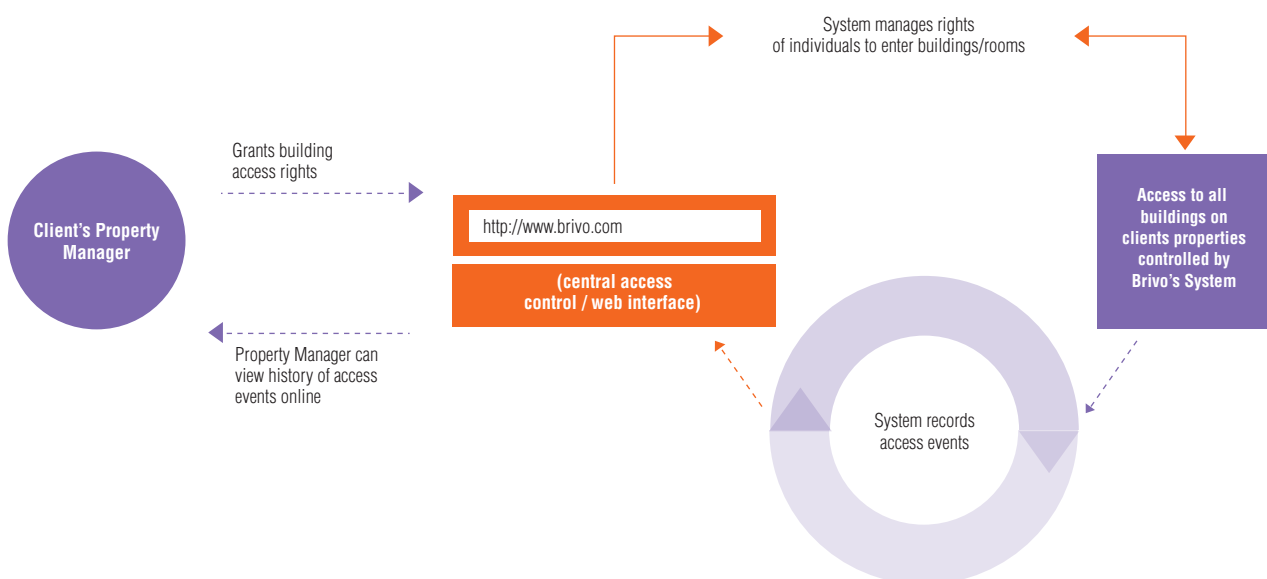 System manages rights
of individuals to enter buildings/rooms
Grants building
access rights
Client's Property
Manager
http://www.brivo.com
(central access
control / web interface)
Access to all
buildings on
clients properties
controlled by
Brivo's System
Property Manager can
view history of access
events online
System records
access events